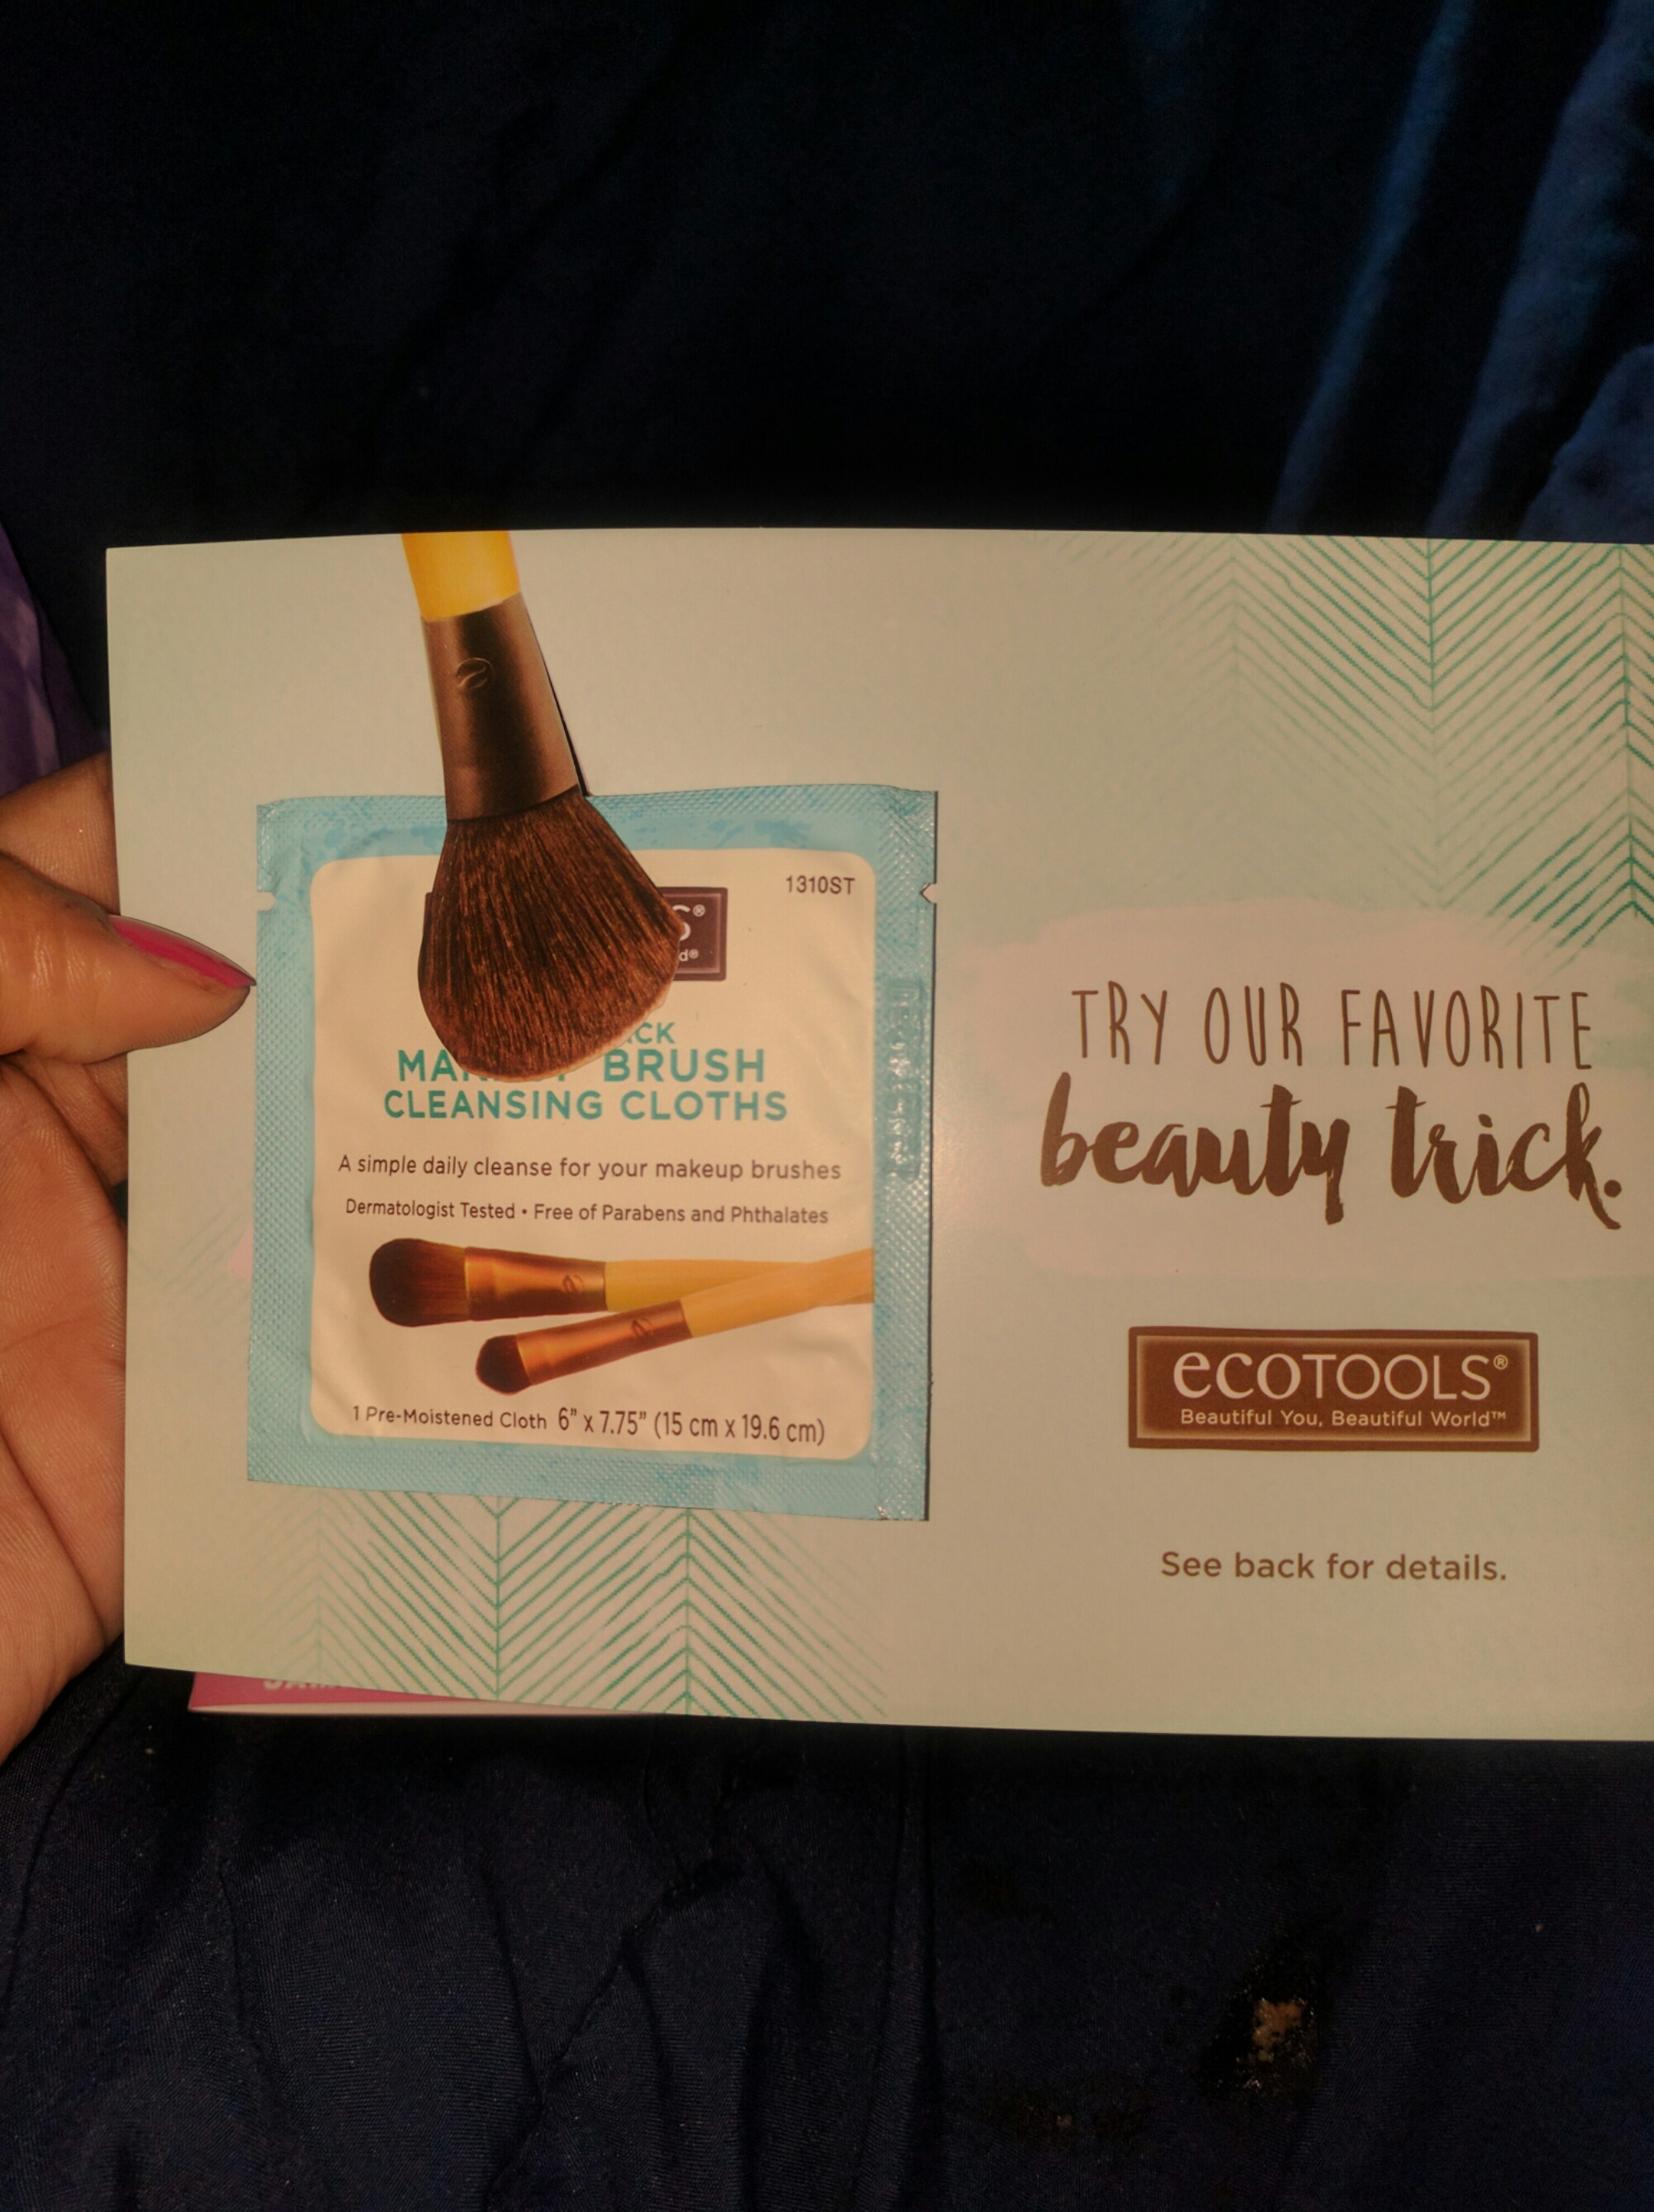 1310ST
S®
d®
CK
BRUSH
CLEANSING CLOTHS
A simple daily cleanse for your makeup brushes
Dermatologist Tested • Free of Parabens and Phthalates
1 Pre-Moistened Cloth 6” x 7.75” (15 cm x 19.6 cm)
TRY OUR FAVORITE
beauty trick.
ecoTOOLS®
Beautiful You, Beautiful World™
See back for details.